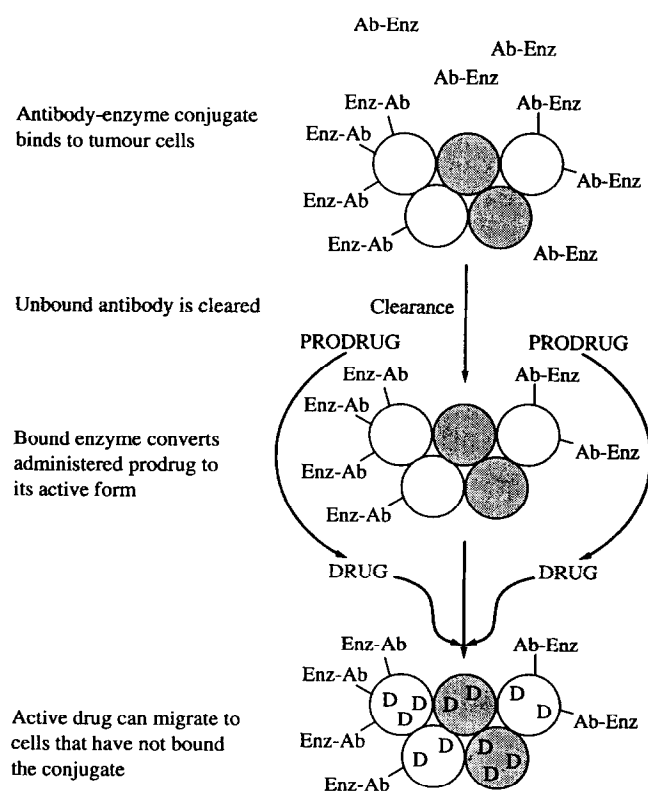 Ab-Enz
Ab-Enz
Ab-Enz
Antibody-enzyme conjugate
binds to tumour cells
Enz-Ab
Ab-Enz
Enz-Ab
Ab-Enz
Enz-Ab
Enz-Ab
Ab-Enz
Unbound antibody is cleared
Clearance
PRODRUG
PRODRUG
Enz-Ab
Ab-Enz
Enz-Ab
Bound enzyme converts
administered prodrug to
its active form
Ab-Enz
Enz-Ab
Enz-Ab
DRUG
DRUG
Enz-Ab
Ab-Enz
Enz-Ab
D D D
D D
D D
Ab-Enz
Enz-Ab
Active drug can migrate to
cells that have not bound
the conjugate
D D
D D D
Enz-Ab